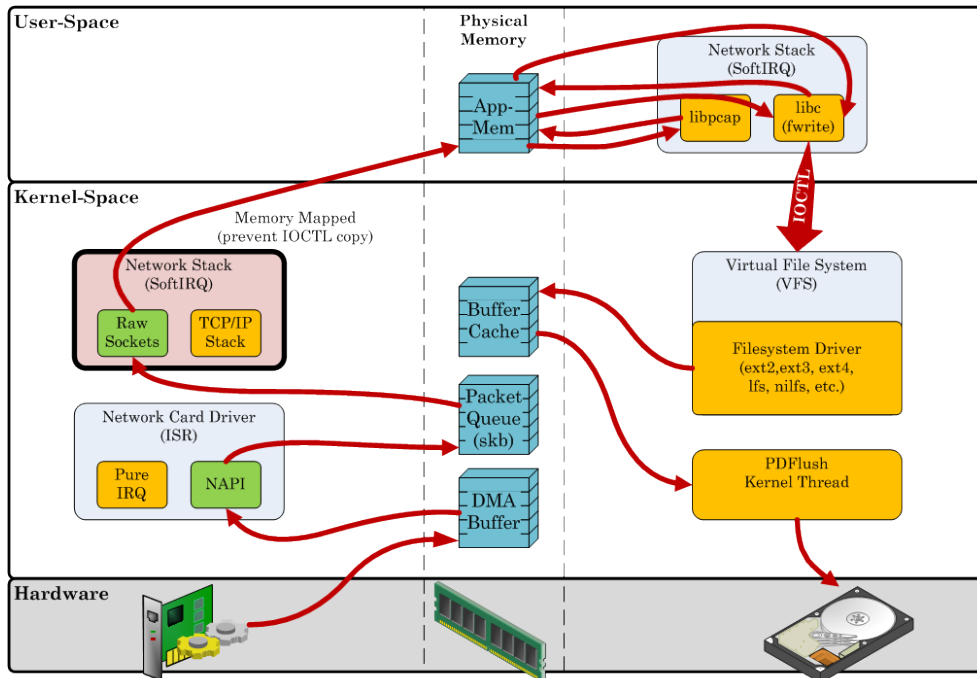 User-Space
Physical
Memory
Network Stack
(SoftIRQ)
App-
Mem
libpcap
libc
(fwrite)
IOCTL
Kernel-Space
Memory Mapped
(prevent IOCTL copy)
Network Stack
(SoftIRQ)
Raw
Sockets
TCP/IP
Stack
Buffer
Cache
Virtual File System
(VFS)
Filesystem Driver
(ext2,ext3, ext4,
lfs, nilfs, etc.)
Packet
Queue
(skb)
Network Card Driver
(ISR)
Pure
IRQ
NAPI
DMA
Buffer
PDFlush
Kernel Thread
Hardware